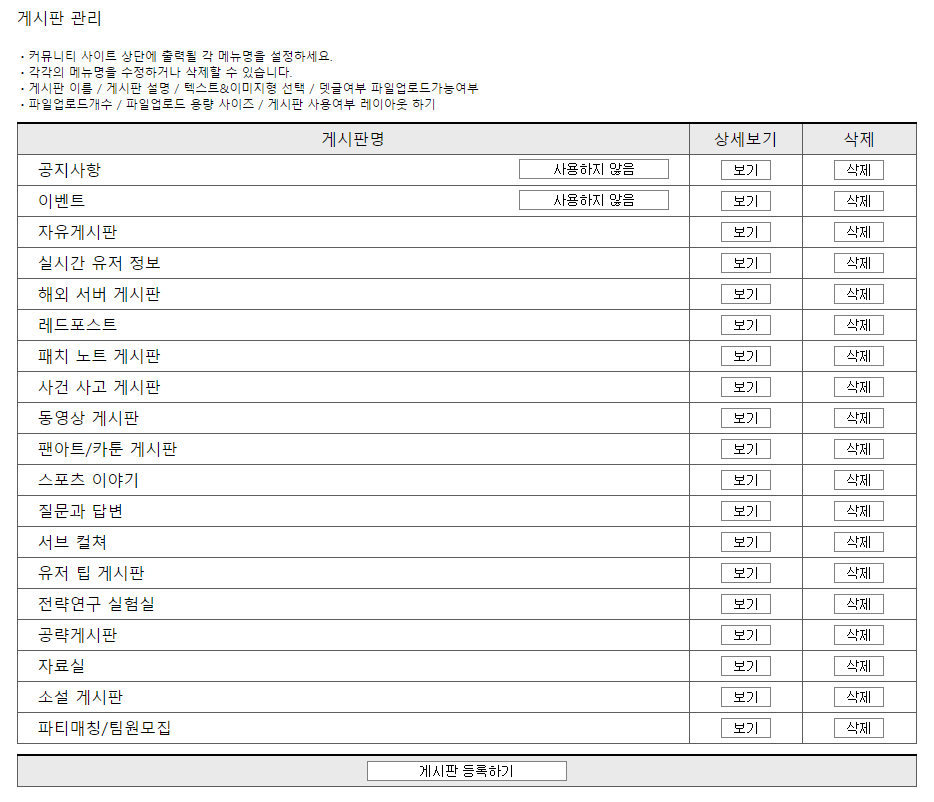 게시판 관리
· 커뮤니티 사이트 상단에 출력될 각 메뉴명을 설정하세요.
· 각각의 메뉴명을 수정하거나 삭제할 수 있습니다.
· 게시판 이름 / 게시판 설명 / 텍스트&이미지형 선택 / 뎃글여부 파일업로드가능여부
· 파일업로드개수 / 파일업로드 용량 사이즈 / 게시판 사용여부 레이아웃 하기
게시판명 상세보기 삭제
공지사항 사용하지 않음 보기 삭제
이벤트 사용하지 않음 보기 삭제
자유게시판 보기 삭제
실시간 유저 정보 보기 삭제
해외 서버 게시판 보기 삭제
레드포스트 보기 삭제
패치 노트 게시판 보기 삭제
사건 사고 게시판 보기 삭제
동영상 게시판 보기 삭제
팬아트/카툰 게시판 보기 삭제
스포츠 이야기 보기 삭제
질문과 답변 보기 삭제
서브 컬쳐 보기 삭제
유저 팁 게시판 보기 삭제
전략연구 실험실 보기 삭제
공략게시판 보기 삭제
자료실 보기 삭제
소설 게시판 보기 삭제
파티매칭/팀원모집 보기 삭제
게시판 등록하기